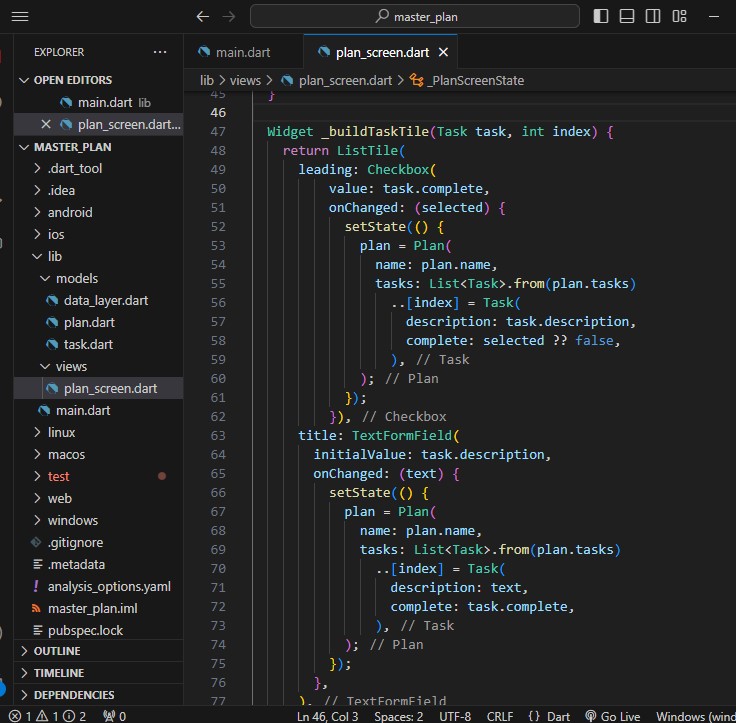 master_plan
EXPLORER
OPEN EDITORS
main.dart lib
plan_screen.dart...
MASTER_PLAN
.dart_tool
.idea
android
ios
lib
models
data_layer.dart
plan.dart
task.dart
views
plan_screen.dart
main.dart
linux
macos
test
web
windows
.gitignore
.metadata
analysis_options.yaml
master_plan.iml
pubspec.lock
OUTLINE
TIMELINE
DEPENDENCIES
main.dart
plan_screen.dart
lib > views > plan_screen.dart > _PlanScreenState
45 }
46
47 Widget _buildTaskTile(Task task, int index) {
48 return ListTile(
49 leading: Checkbox(
50 value: task.complete,
51 onChanged: (selected) {
52 setState(() {
53 plan = Plan(
54 name: plan.name,
55 tasks: List<Task>.from(plan.tasks)
56 ..[index] = Task(
57 description: task.description,
58 complete: selected ?? false,
59 ), // Task
60 ); // Plan
61 });
62 }), // Checkbox
63 title: TextFormField(
64 initialValue: task.description,
65 onChanged: (text) {
66 setState(() {
67 plan = Plan(
68 name: plan.name,
69 tasks: List<Task>.from(plan.tasks)
70 ..[index] = Task(
71 description: text,
72 complete: task.complete,
73 ), // Task
74 ); // Plan
75 });
76 },
77 ), // TextFormField
1 1 2 0 Ln 46, Col 3 Spaces: 2 UTF-8 CRLF {} Dart Go Live Windows (win